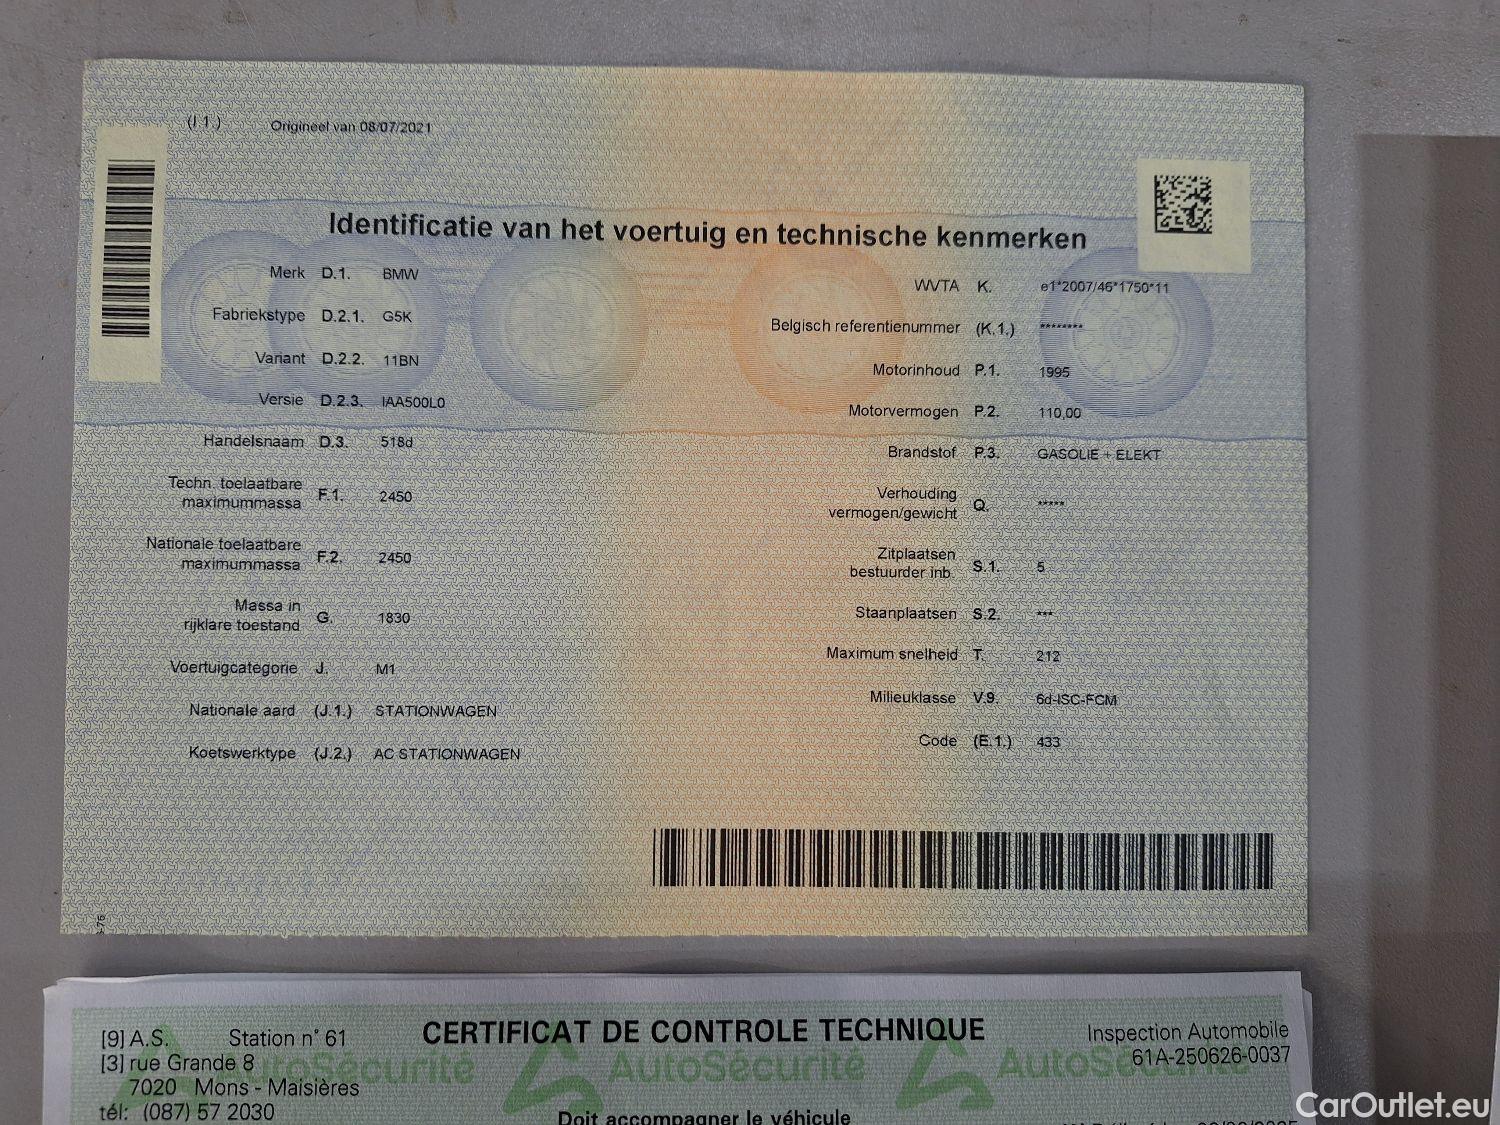 (I.1.) Origineel van 08/07/2021
Identificatie van het voertuig en technische kenmerken
Merk D.1. BMW
Fabriekstype D.2.1. G5K
Variant D.2.2. 11BN
Versie D.2.3. IAA500L0
Handelsnaam D.3. 518d
Techn. toelaatbare
maximummassa F.1. 2450
Nationale toelaatbare
maximummassa F.2. 2450
Massa in
rijklare toestand G. 1830
Voertuigcategorie J. M1
Nationale aard (J.1.) STATIONWAGEN
Koetswerktype (J.2.) AC STATIONWAGEN
WVTA K. e1*2007/46*1750*11
Belgisch referentienummer (K.1.) ********
Motorinhoud P.1. 1995
Motorvermogen P.2. 110,00
Brandstof P.3. GASOLIE + ELEKT
Verhouding
vermogen/gewicht Q. *****
Zitplaatsen
bestuurder inb. S.1. 5
Staanplaatsen S.2. ***
Maximum snelheid T. 212
Milieuklasse V.9. 6d-ISC-FCM
Code (E.1.) 433
[9] A.S. Station n° 61
[3] rue Grande 8
7020 Mons - Maisières
tél: (087) 57 2030
CERTIFICAT DE CONTROLE TECHNIQUE
AutoSécurité AutoSécurité AutoSécurité
Doit accompagner le véhicule
Inspection Automobile
61A-250626-0037
CarOutlet.eu